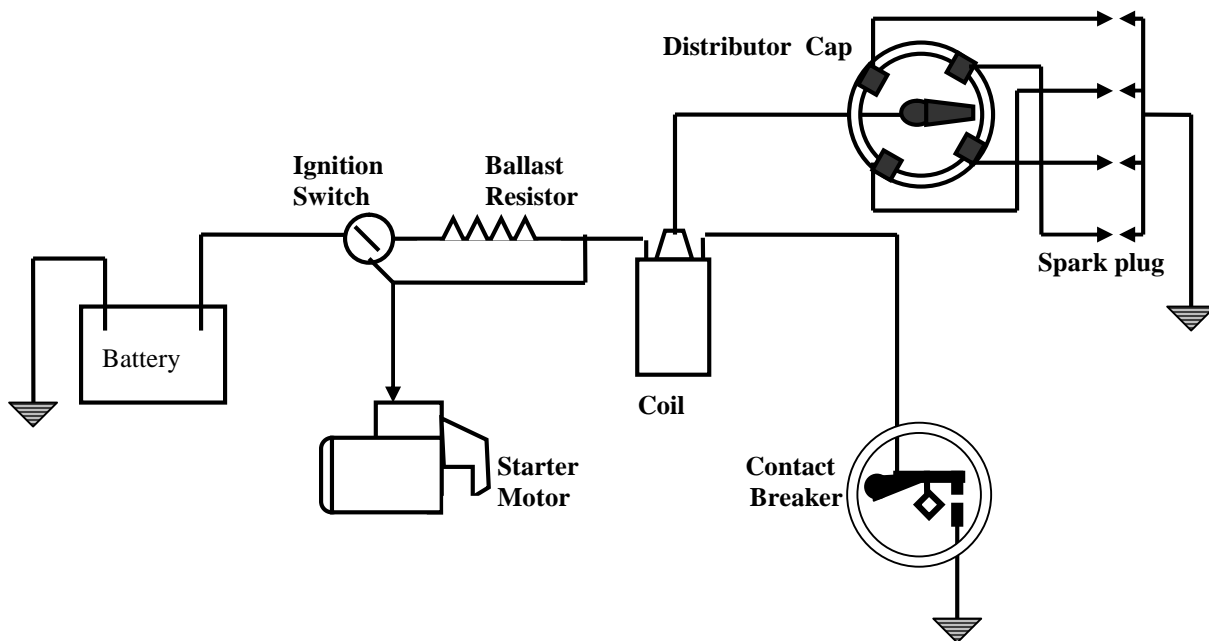 Distributor Cap
Ignition
Switch
Ballast
Resistor
Spark plug
Battery
Coil
Starter
Motor
Contact
Breaker